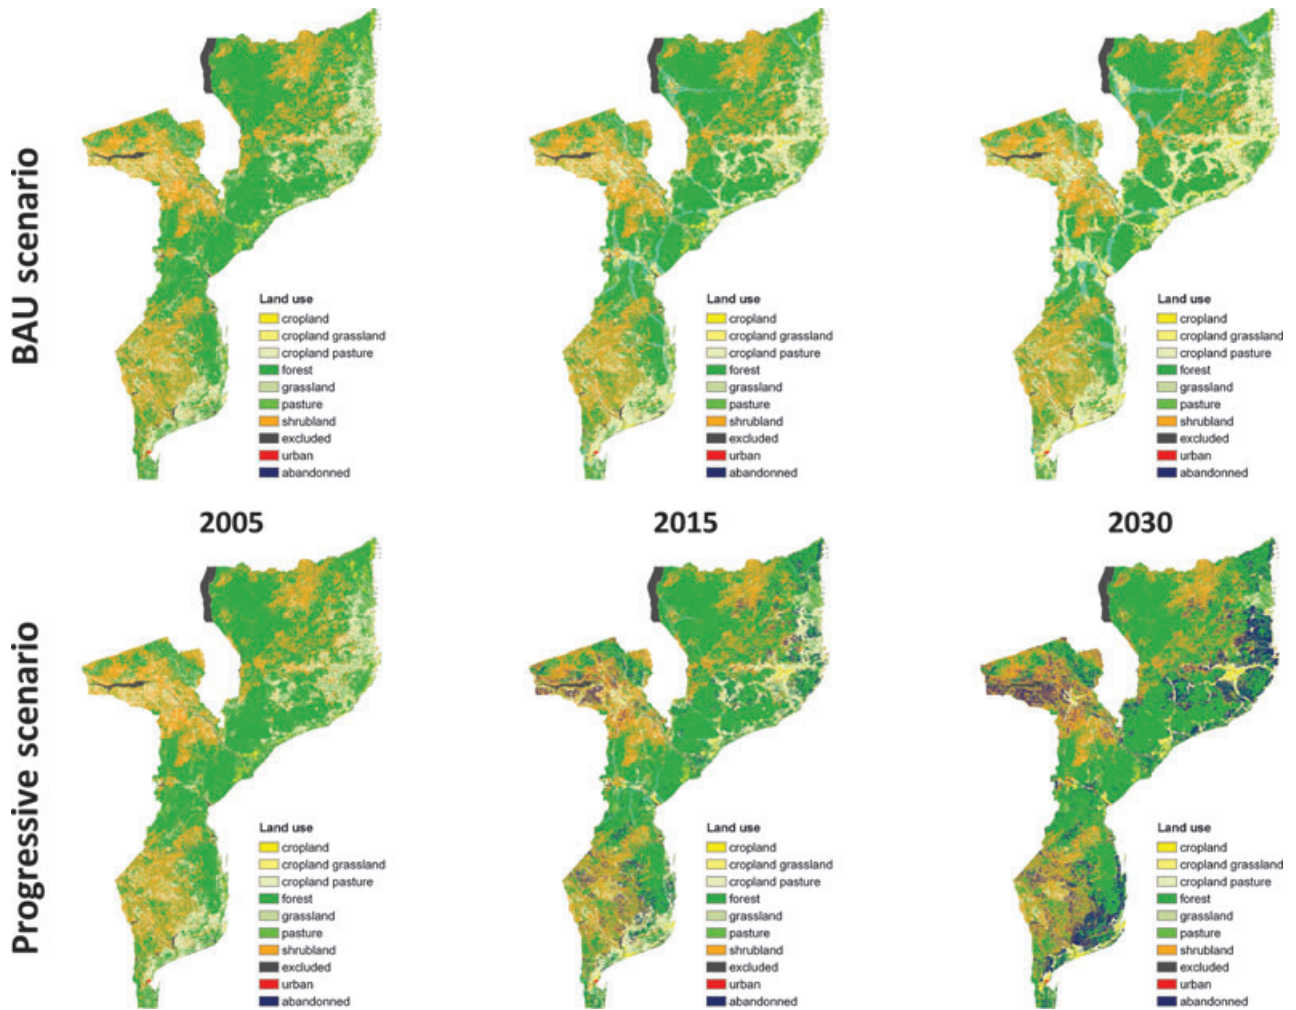 BAU scenario
Land use
cropland
cropland grassland
cropland pasture
forest
grassland
pasture
shrubland
excluded
urban
abandonned
Land use
cropland
cropland grassland
cropland pasture
forest
grassland
pasture
shrubland
excluded
urban
abandonned
Land use
cropland
cropland grassland
cropland pasture
forest
grassland
pasture
shrubland
excluded
urban
abandonned
2005
2015
2030
Progressive scenario
Land use
cropland
cropland grassland
cropland pasture
forest
grassland
pasture
shrubland
excluded
urban
abandonned
Land use
cropland
cropland grassland
cropland pasture
forest
grassland
pasture
shrubland
excluded
urban
abandonned
Land use
cropland
cropland grassland
cropland pasture
forest
grassland
pasture
shrubland
excluded
urban
abandonned